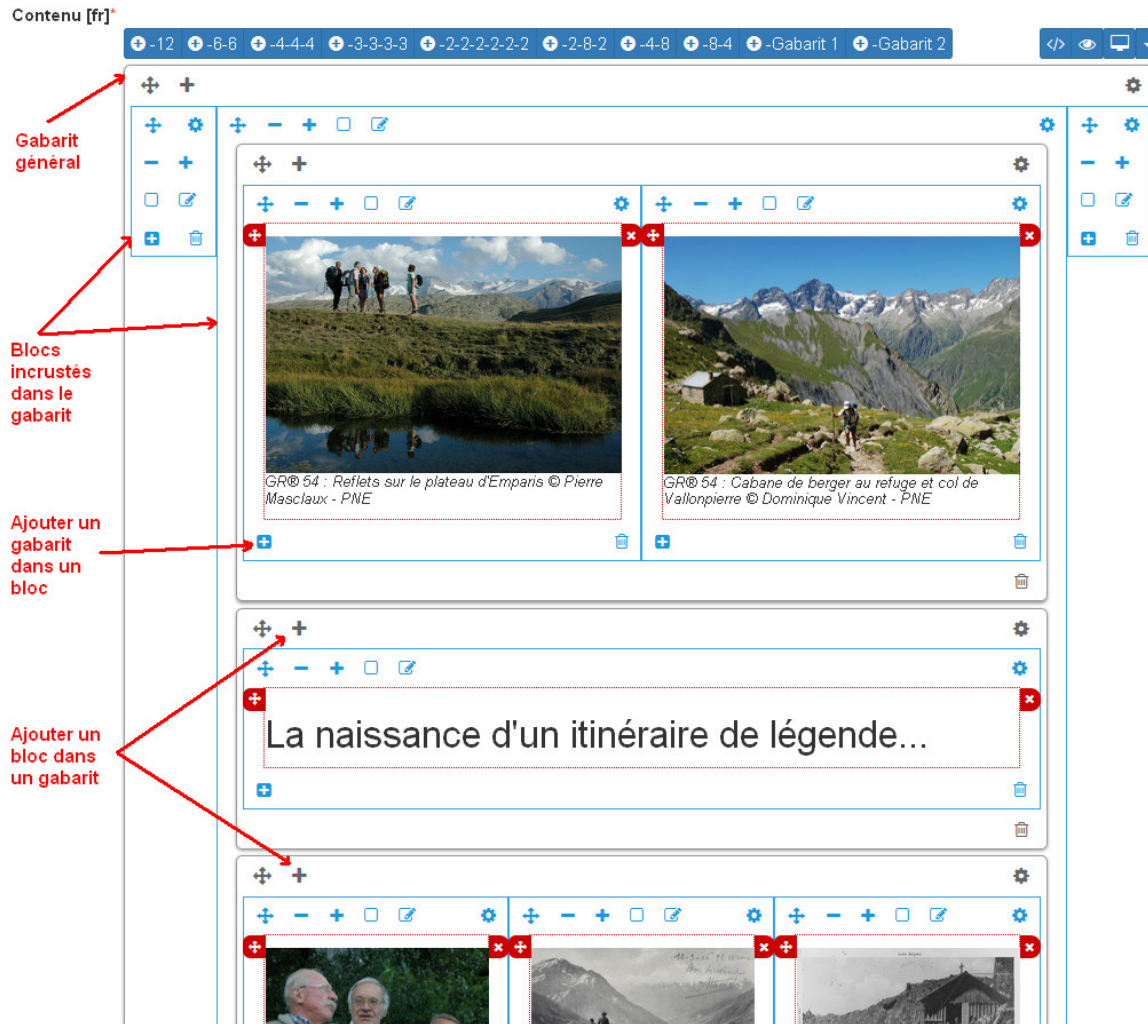 Contenu [fr]*
-12 -6-6 -4-4-4 -3-3-3-3 -2-2-2-2-2-2 -2-8-2 -4-8 -8-4 -Gabarit 1 -Gabarit 2
Gabarit
général
Blocs
incrustés
dans le
gabarit
GR® 54 : Reflets sur le plateau d'Emparis © Pierre
Masclaux - PNE
GR® 54 : Cabane de berger au refuge et col de
Vallonpierre © Dominique Vincent - PNE
Ajouter un
gabarit
dans un
bloc
La naissance d'un itinéraire de légende...
Ajouter un
bloc dans
un gabarit